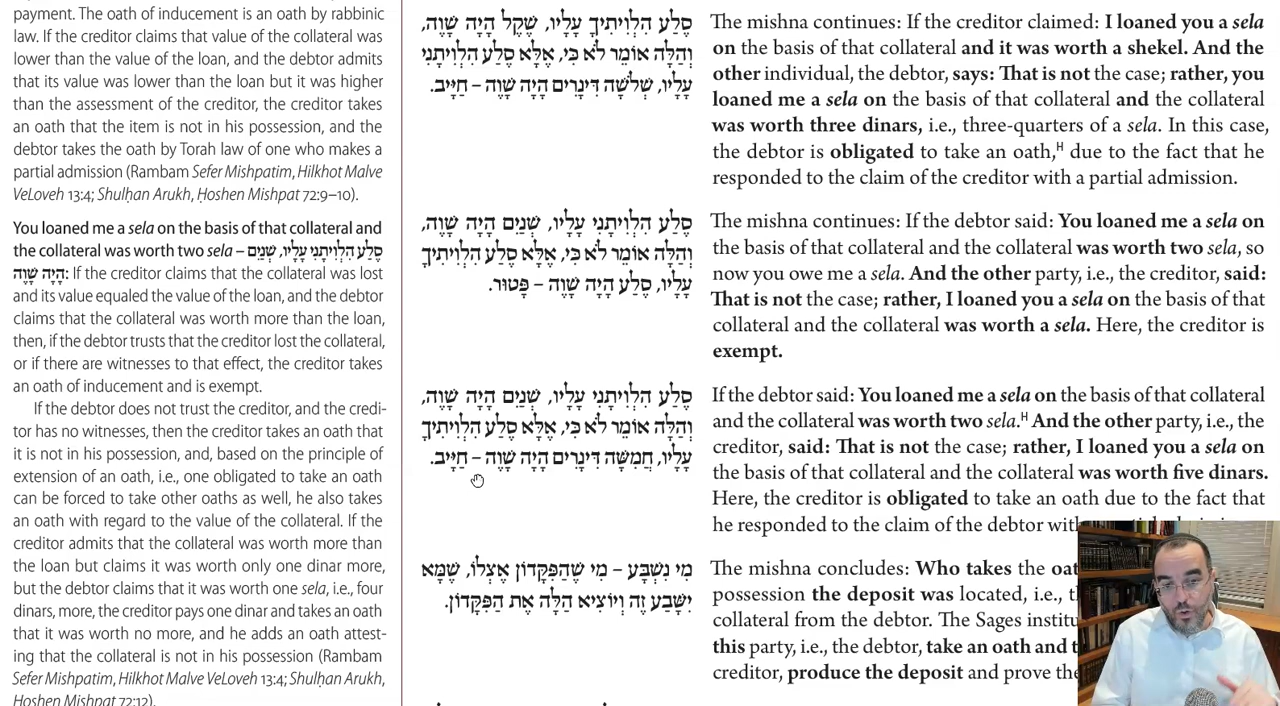 payment. The oath of inducement is an oath by rabbinic
law. If the creditor claims that value of the collateral was
lower than the value of the loan, and the debtor admits
that its value was lower than the loan but it was higher
than the assessment of the creditor, the creditor takes
an oath that the item is not in his possession, and the
debtor takes the oath by Torah law of one who makes a
partial admission (Rambam Sefer Mishpatim, Hilkhot Malve
VeLoveh 13:4; Shulḥan Arukh, Ḥoshen Mishpat 72:9–10).
You loaned me a sela on the basis of that collateral and
the collateral was worth two sela – סֶלַע הִלְוִיתַנִי עָלָיו, שְׁנַיִם
הָיָה שָׁוֶה: If the creditor claims that the collateral was lost
and its value equaled the value of the loan, and the debtor
claims that the collateral was worth more than the loan,
then, if the debtor trusts that the creditor lost the collateral,
or if there are witnesses to that effect, the creditor takes
an oath of inducement and is exempt.
If the debtor does not trust the creditor, and the credi-
tor has no witnesses, then the creditor takes an oath that
it is not in his possession, and, based on the principle of
extension of an oath, i.e., one obligated to take an oath
can be forced to take other oaths as well, he also takes
an oath with regard to the value of the collateral. If the
creditor admits that the collateral was worth more than
the loan but claims it was worth only one dinar more,
but the debtor claims that it was worth one sela, i.e., four
dinars, more, the creditor pays one dinar and takes an oath
that it was worth no more, and he adds an oath attest-
ing that the collateral is not in his possession (Rambam
Sefer Mishpatim, Hilkhot Malve VeLoveh 13:4; Shulḥan Arukh,
Ḥoshen Mishpat 72:12).
סֶלַע הִלְוִיתִיךָ עָלָיו, שֶׁקֶל הָיָה שָׁוֶה,
וְהַלָּה אוֹמֵר לֹא כִּי, אֶלָּא סֶלַע הִלְוִיתַנִי
עָלָיו, שְׁלֹשָׁה דִּינָרִים הָיָה שָׁוֶה – חַיָּיב.
The mishna continues: If the creditor claimed: I loaned you a sela
on the basis of that collateral and it was worth a shekel. And the
other individual, the debtor, says: That is not the case; rather, you
loaned me a sela on the basis of that collateral and the collateral
was worth three dinars, i.e., three-quarters of a sela. In this case,
the debtor is obligated to take an oath,H due to the fact that he
responded to the claim of the creditor with a partial admission.
סֶלַע הִלְוִיתַנִי עָלָיו, שְׁנַיִם הָיָה שָׁוֶה,
וְהַלָּה אוֹמֵר לֹא כִּי, אֶלָּא סֶלַע הִלְוִיתִיךָ
עָלָיו, סֶלַע הָיָה שָׁוֶה – פָּטוּר.
The mishna continues: If the debtor said: You loaned me a sela on
the basis of that collateral and the collateral was worth two sela, so
now you owe me a sela. And the other party, i.e., the creditor, said:
That is not the case; rather, I loaned you a sela on the basis of that
collateral and the collateral was worth a sela. Here, the creditor is
exempt.
סֶלַע הִלְוִיתַנִי עָלָיו, שְׁנַיִם הָיָה שָׁוֶה,
וְהַלָּה אוֹמֵר לֹא כִּי, אֶלָּא סֶלַע הִלְוִיתִיךָ
עָלָיו, חֲמִשָּׁה דִּינָרִים הָיָה שָׁוֶה – חַיָּיב.
If the debtor said: You loaned me a sela on the basis of that collateral
and the collateral was worth two sela.H And the other party, i.e., the
creditor, said: That is not the case; rather, I loaned you a sela on
the basis of that collateral and the collateral was worth five dinars.
Here, the creditor is obligated to take an oath due to the fact that
he responded to the claim of the debtor with
מִי נִשְׁבָּע – מִי שֶׁהַפִּקָּדוֹן אֶצְלוֹ, שֶׁמָּא
יִשָּׁבַע זֶה וְיוֹצִיא הַלָּה אֶת הַפִּקָּדוֹן.
The mishna concludes: Who takes the
possession the deposit was located, i.e.,
collateral from the debtor. The Sages
this party, i.e., the debtor, take an oath and
creditor, produce the deposit and prove